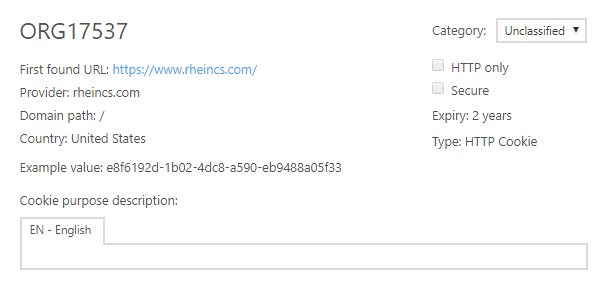 ORG17537
Category: Unclassified
First found URL: https://www.rheincs.com/
HTTP only
Provider: rheincs.com
Secure
Domain path: /
Expiry: 2 years
Country: United States
Type: HTTP Cookie
Example value: e8f6192d-1b02-4dc8-a590-eb9488a05f33
Cookie purpose description:
EN - English